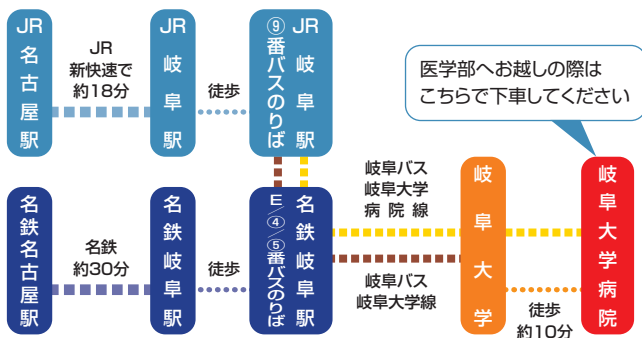 JR名古屋駅
JR
新快速で
約18分
JR岐阜駅
徒歩
JR岐阜駅
⑨番バスのりば
医学部へお越しの際は
こちらで下車してください
名鉄名古屋駅
名鉄
約30分
名鉄岐阜駅
徒歩
名鉄岐阜駅
E/④/⑤番バスのりば
岐阜バス
岐阜大学
病院線
岐阜バス
岐阜大学線
岐阜大学
徒歩
約10分
岐阜大学病院